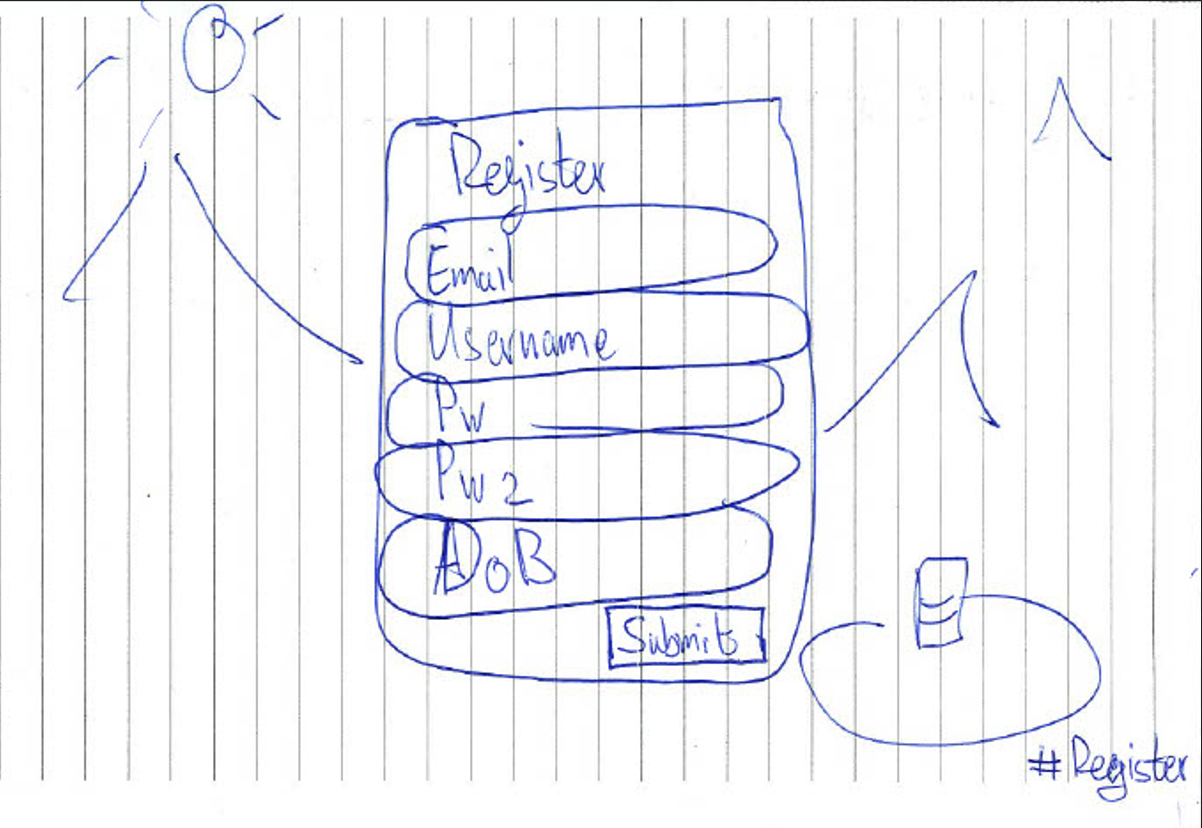 Register
Email
Username
Pw
Pw 2
DoB
Submit
#Register